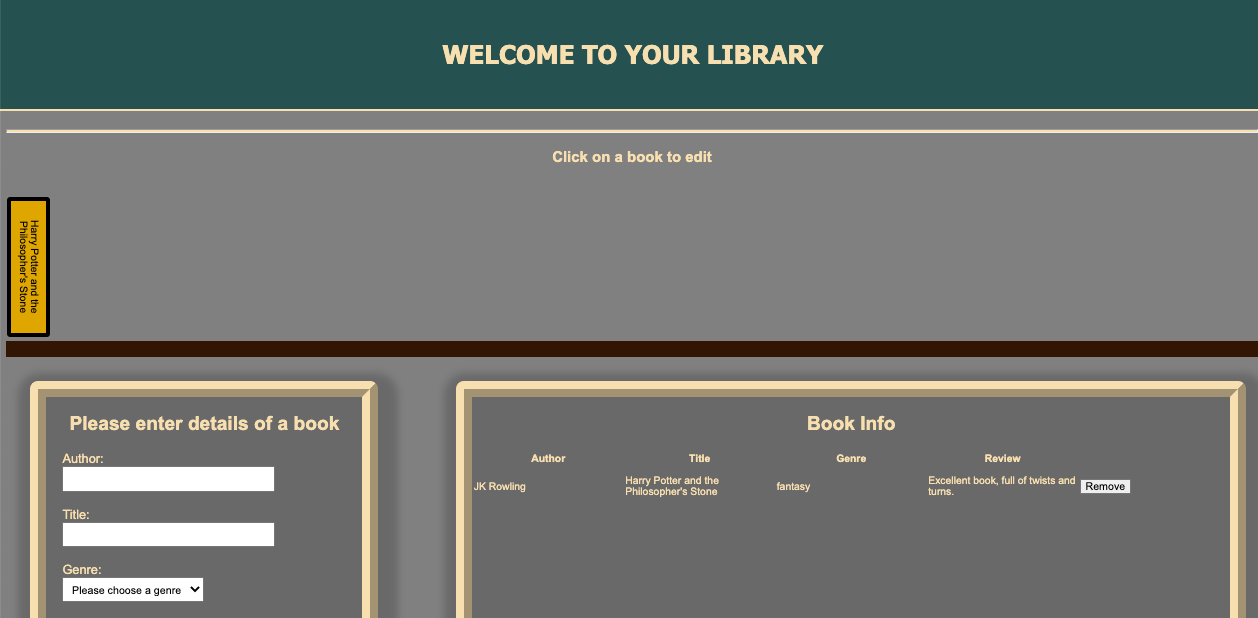 WELCOME TO YOUR LIBRARY
Click on a book to edit
Harry Potter and the
Philosopher's Stone
Please enter details of a book
Author:
Title:
Genre:
Please choose a genre
Book Info
Author Title Genre Review
JK Rowling
Harry Potter and the
Philosopher's Stone
fantasy
Excellent book, full of twists and
turns.
Remove